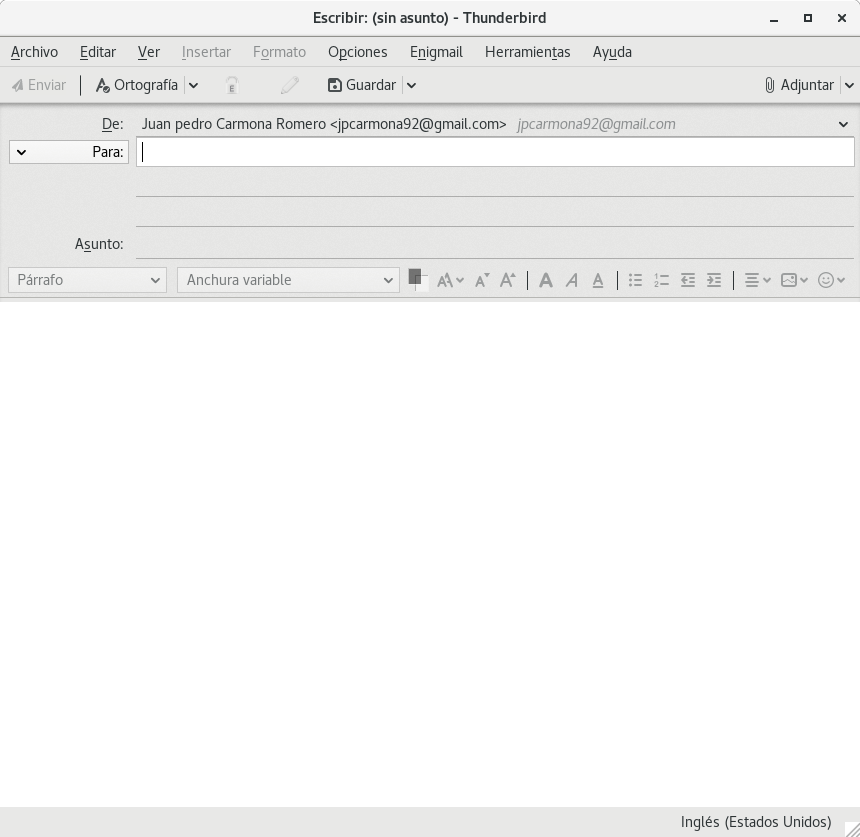 Escribir: (sin asunto) - Thunderbird
Archivo Editar Ver Insertar Formato Opciones Enigmail Herramientas Ayuda
Enviar Ortografía Guardar Adjuntar
De: Juan pedro Carmona Romero <jpcarmona92@gmail.com> jpcarmona92@gmail.com
Para:
Asunto:
Párrafo Anchura variable
Inglés (Estados Unidos)